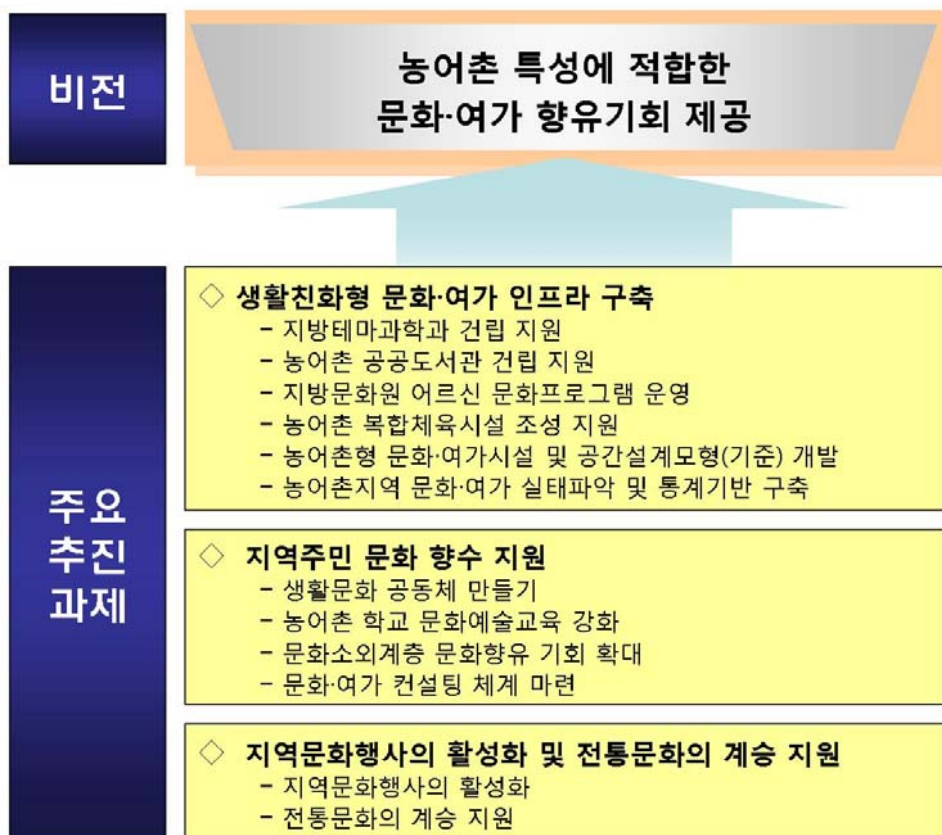 비전
농어촌 특성에 적합한
문화·여가 향유기회 제공
주요
추진
과제
◇ 생활친화형 문화·여가 인프라 구축
- 지방테마과학과 건립 지원
- 농어촌 공공도서관 건립 지원
- 지방문화원 어르신 문화프로그램 운영
- 농어촌 복합체육시설 조성 지원
- 농어촌형 문화·여가시설 및 공간설계모형(기준) 개발
- 농어촌지역 문화·여가 실태파악 및 통계기반 구축
◇ 지역주민 문화 향수 지원
- 생활문화 공동체 만들기
- 농어촌 학교 문화예술교육 강화
- 문화소외계층 문화향유 기회 확대
- 문화·여가 컨설팅 체계 마련
◇ 지역문화행사의 활성화 및 전통문화의 계승 지원
- 지역문화행사의 활성화
- 전통문화의 계승 지원